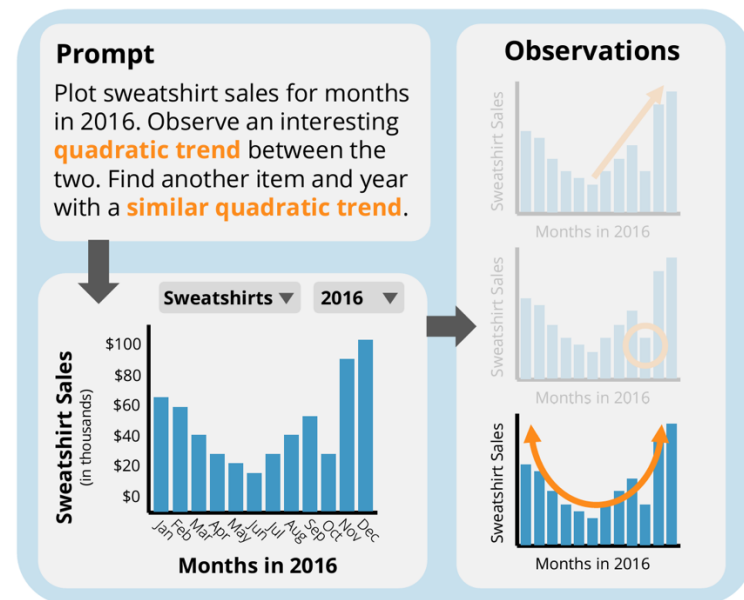 Prompt
Plot sweatshirt sales for months
in 2016. Observe an interesting
quadratic trend between the
two. Find another item and year
with a similar quadratic trend.
Sweatshirts 2016
Sweatshirt Sales
(in thousands)
$100
$80
$60
$40
$20
$0
Jan Feb Mar Apr May Jun Jul Aug Sep Oct Nov Dec
Months in 2016
Observations
Sweatshirt Sales
Months in 2016
Sweatshirt Sales
Months in 2016
Sweatshirt Sales
Months in 2016